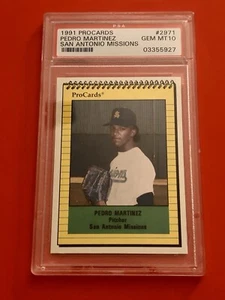 1991 PROCARDS #2971
PEDRO MARTINEZ GEM MT10
SAN ANTONIO MISSIONS 03355927
ProCards
PEDRO MARTINEZ
Pitcher
San Antonio Missions